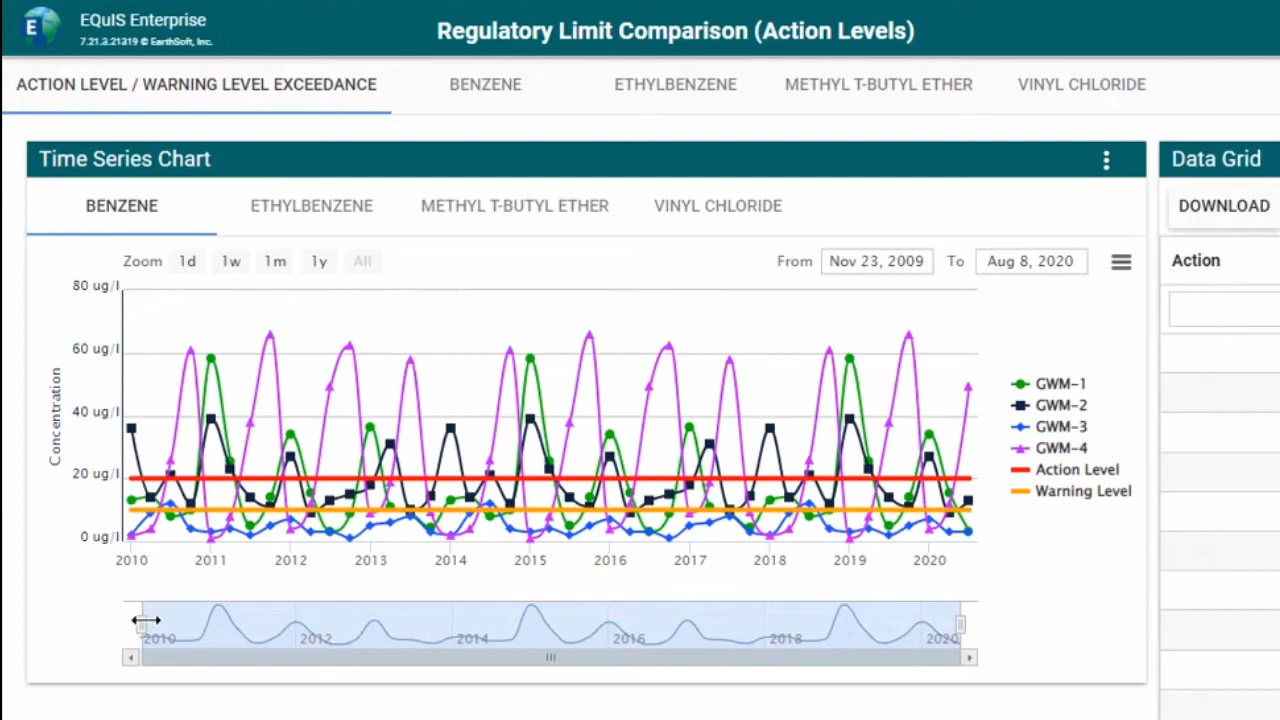 EQuIS Enterprise
7.21.3.21319 © EarthSoft, Inc.
Regulatory Limit Comparison (Action Levels)
ACTION LEVEL / WARNING LEVEL EXCEEDANCE
BENZENE
ETHYLBENZENE
METHYL T-BUTYL ETHER
VINYL CHLORIDE
Time Series Chart
BENZENE
ETHYLBENZENE
METHYL T-BUTYL ETHER
VINYL CHLORIDE
Zoom 1d 1w 1m 1y All
From Nov 23, 2009 To Aug 8, 2020
80 ug/l
60 ug/l
40 ug/l
20 ug/l
0 ug/l
Concentration
2010 2011 2012 2013 2014 2015 2016 2017 2018 2019 2020
GWM-1
GWM-2
GWM-3
GWM-4
Action Level
Warning Level
2010 2012 2014 2016 2018 2020
Data Grid
DOWNLOAD
Action